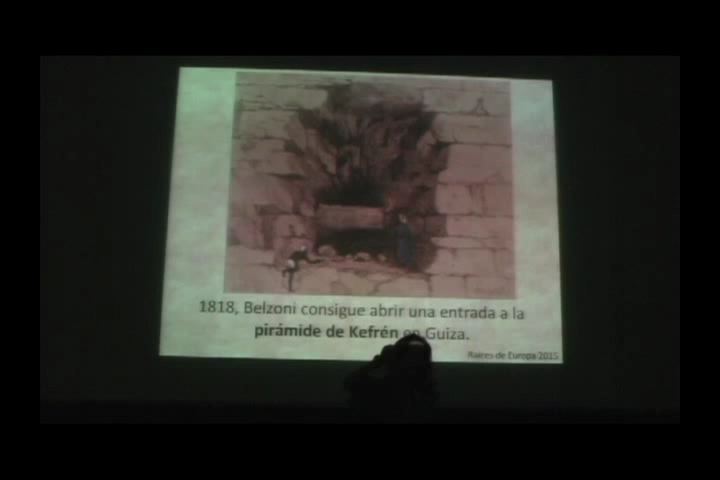 1818, Belzoni consigue abrir una entrada a la
pirámide de Kefrén en Guiza.
Raíces de Europa 2015